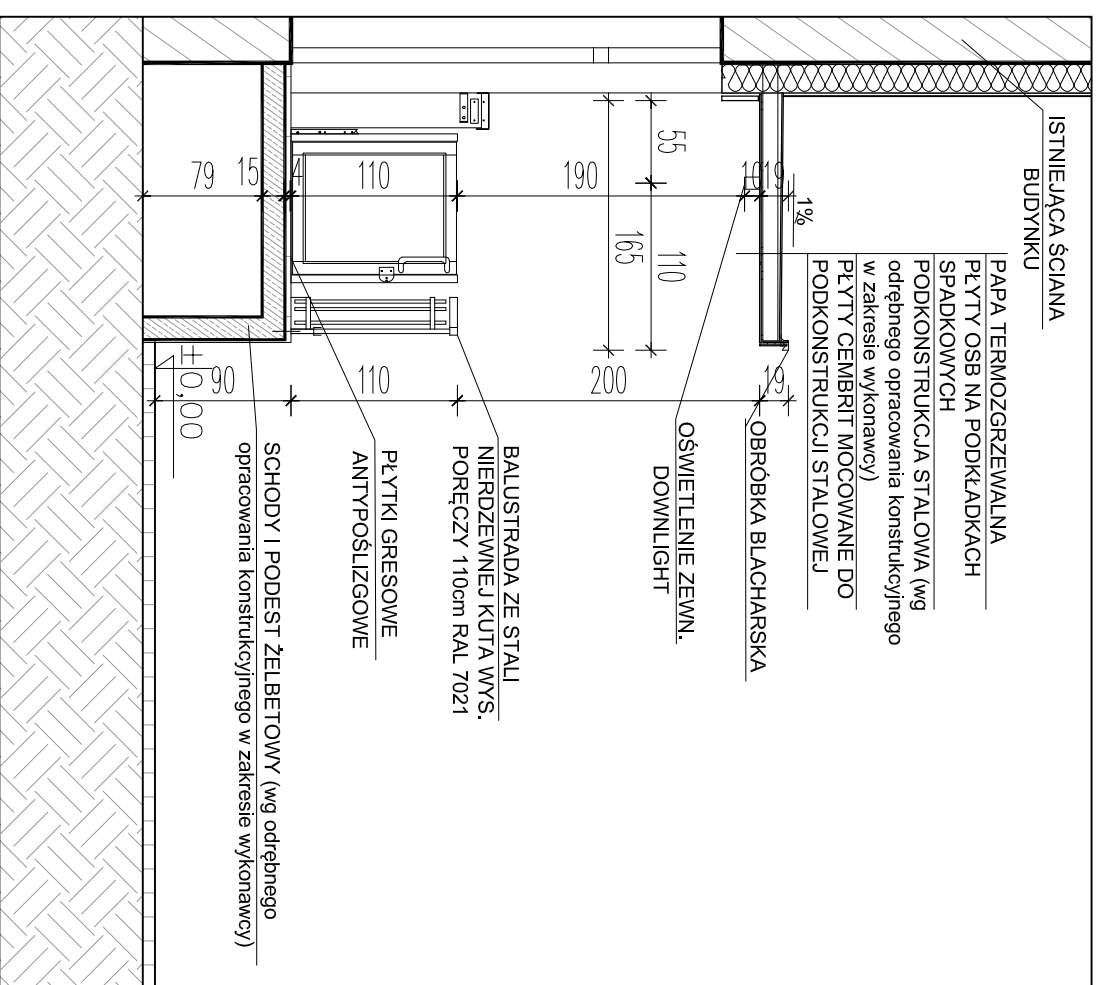 ISTNIEJĄCA ŚCIANA
BUDYNKU
PAPA TERMOZGRZEWALNA
PŁYTY OSB NA PODKŁADKACH
SPADKOWYCH
PODKONSTRUKCJA STALOWA (wg
odrębnego opracowania konstrukcyjnego
w zakresie wykonawcy)
PŁYTY CEMBRIT MOCOWANE DO
PODKONSTRUKCJI STALOWEJ
1%
19
10
19
OBRÓBKA BLACHARSKA
OŚWIETLENIE ZEWN.
DOWNLIGHT
55
110
165
190
200
BALUSTRADA ZE STALI
NIERDZEWNEJ KUTA WYS.
PORĘCZY 110cm RAL 7021
110
110
PŁYTKI GRESOWE
ANTYPOŚLIZGOWE
4
15
79
90
± 0,00
SCHODY I PODEST ŻELBETOWY (wg odrębnego
opracowania konstrukcyjnego w zakresie wykonawcy)